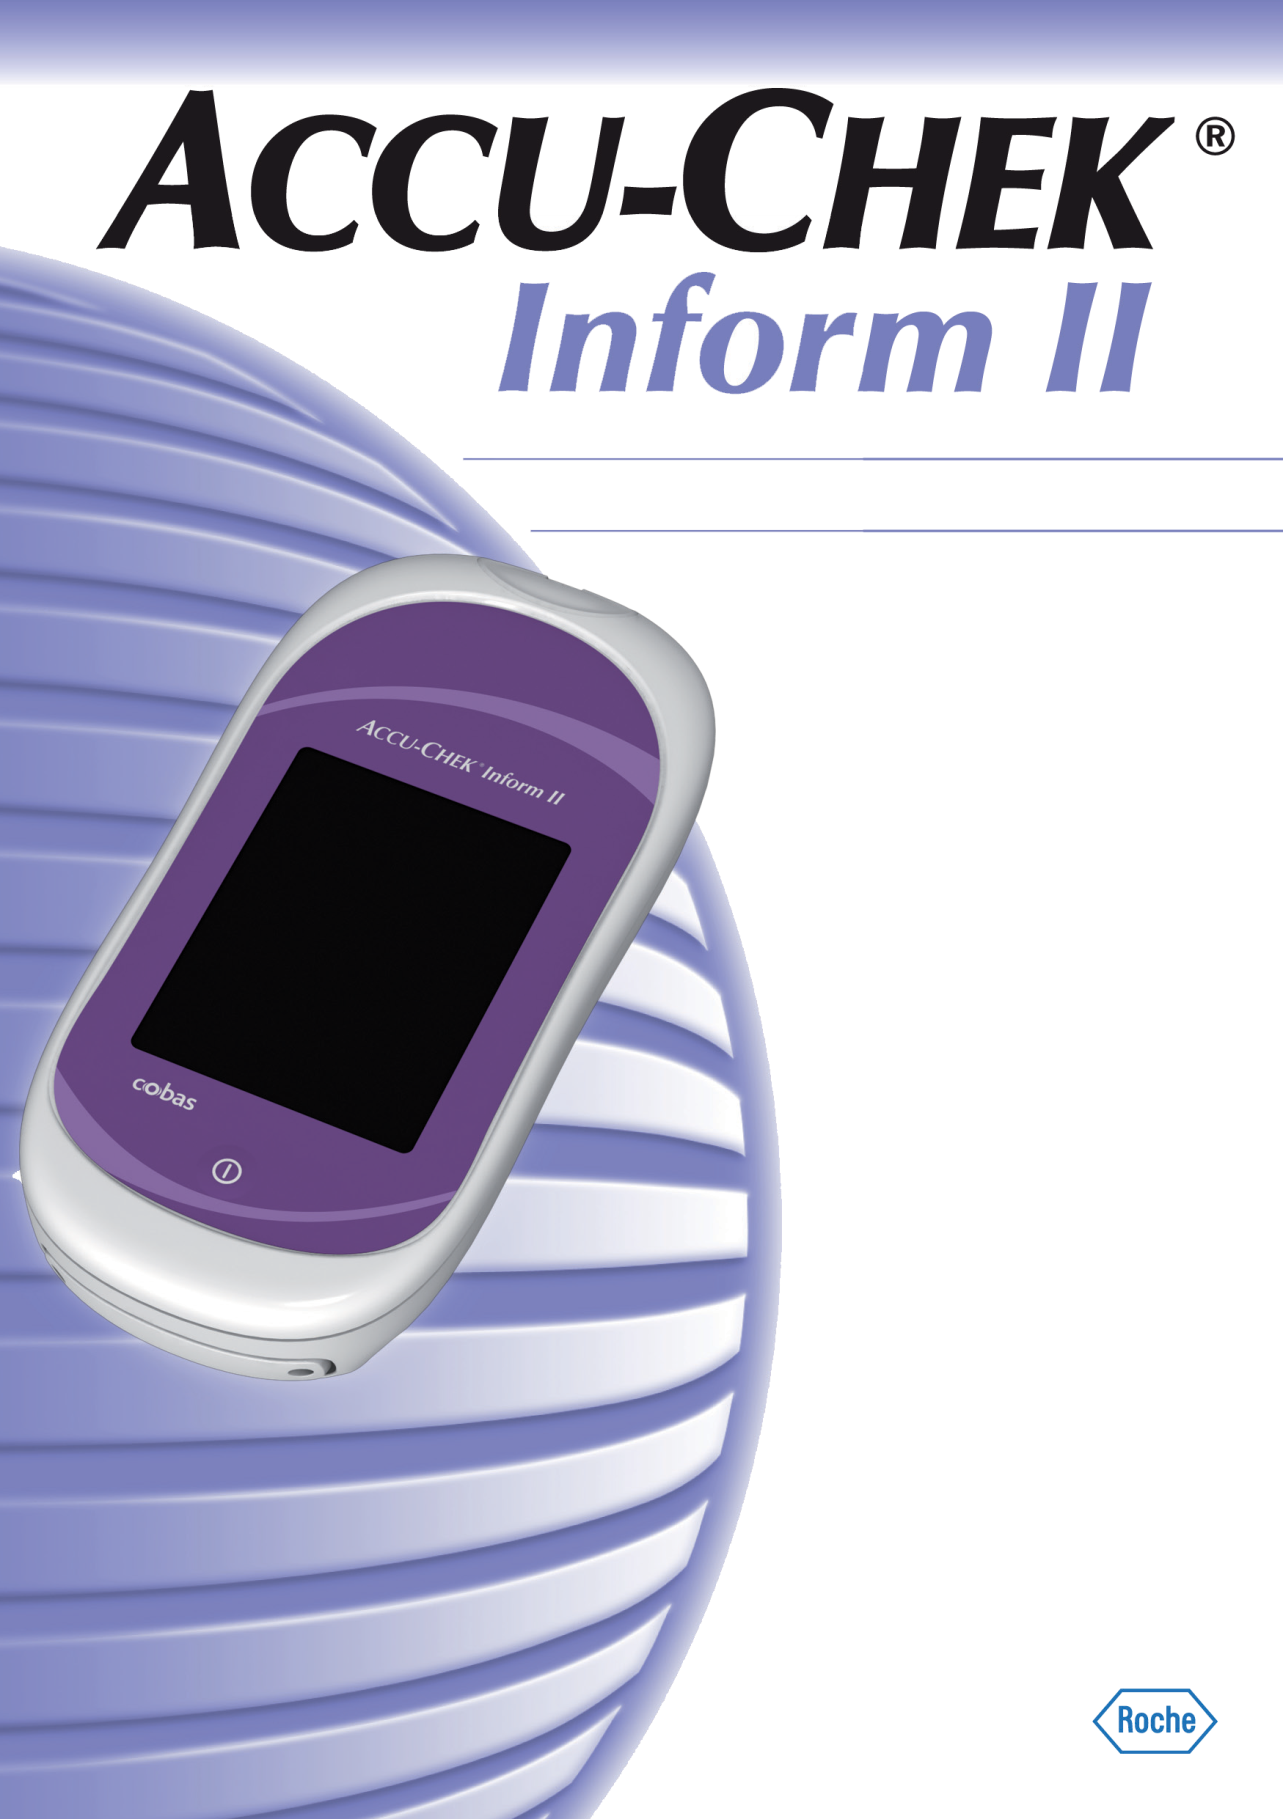 ACCU-CHEK®
Inform II
ACCU-CHEK® Inform II
cobas
Roche